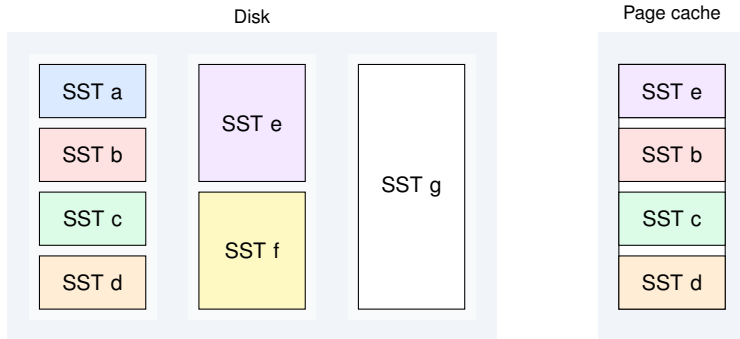 Disk
Page cache
SST a
SST b
SST c
SST d
SST e
SST f
SST g
SST e
SST b
SST c
SST d